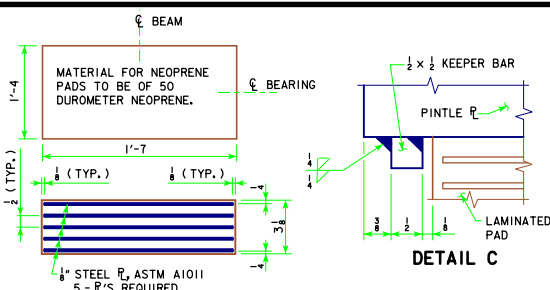 ℄ BEAM
MATERIAL FOR NEOPRENE
PADS TO BE OF 50
DUROMETER NEOPRENE.
1'-4
℄ BEARING
1'-7
1/2 (TYP.)
1/8 (TYP.)
1/8 (TYP.)
1/4
3 1/8
1/4
1/8" STEEL ⅊, ASTM A1011
5 - ⅊'S REQUIRED
1/2 x 1/2 KEEPER BAR
PINTLE ⅊
1/4
1/4
3/8
1/2
1/8
LAMINATED
PAD
DETAIL C